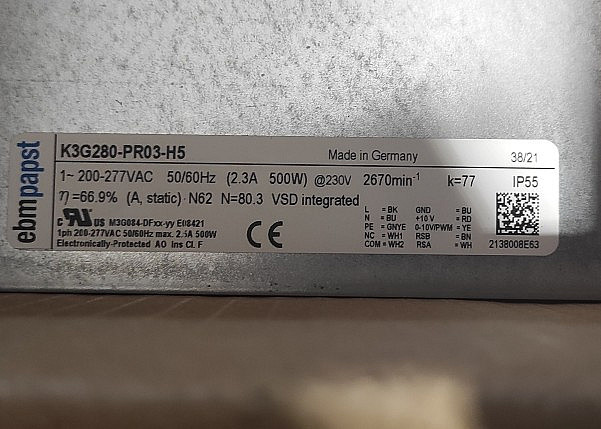 ebmpapst
K3G280-PR03-H5
Made in Germany
38/21
1~ 200-277VAC 50/60Hz (2.3A 500W) @230V 2670min⁻¹ k=77 IP55
η=66.9% (A, static) · N62 N=80.3 VSD integrated
c UR US M3G084-DFxx-yy E08421
1ph 200-277VAC 50/60Hz max. 2.5A 500W
Electronically-Protected AO Ins Cl. F
CE
L = BK GND = BU
N = BU +10 V = RD
PE = GNYE 0-10V/PWM = YE
NC = WH1 RSB = BN
COM = WH2 RSA = WH
2138008E63